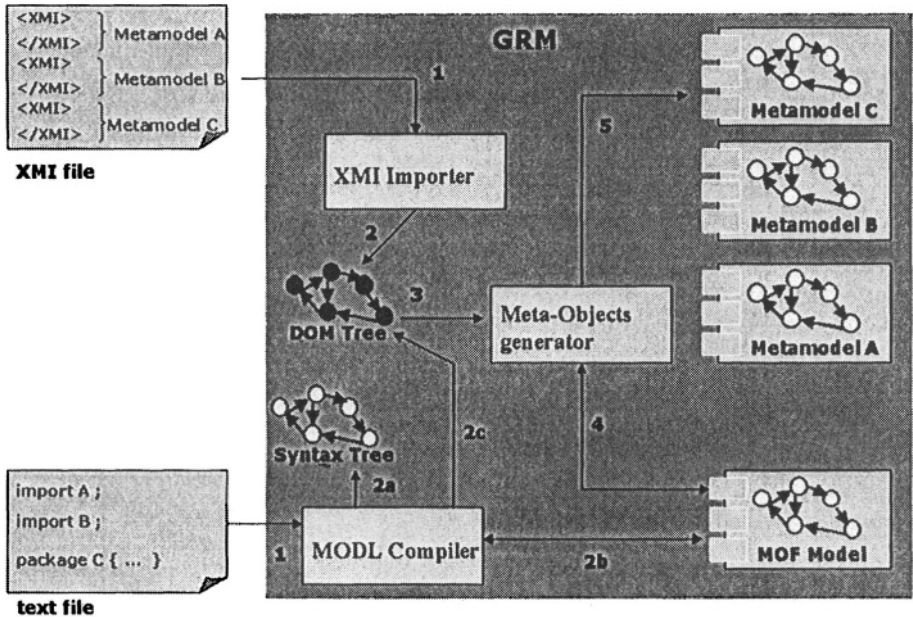 <XMI>
</XMI>
Metamodel A
<XMI>
</XMI>
Metamodel B
<XMI>
</XMI>
Metamodel C
XMI file
GRM
1
XMI Importer
2
DOM Tree
3
Meta-Objects
generator
5
Metamodel C
Metamodel B
Metamodel A
4
Syntax Tree
2a
2c
import A ;
import B ;
package C { ... }
text file
1
MODL Compiler
2b
MOF Model